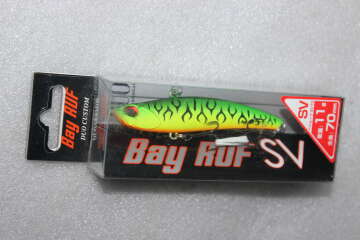 Bay RUF
DUO CUSTOM
Bay RUF SV
SV
11
70